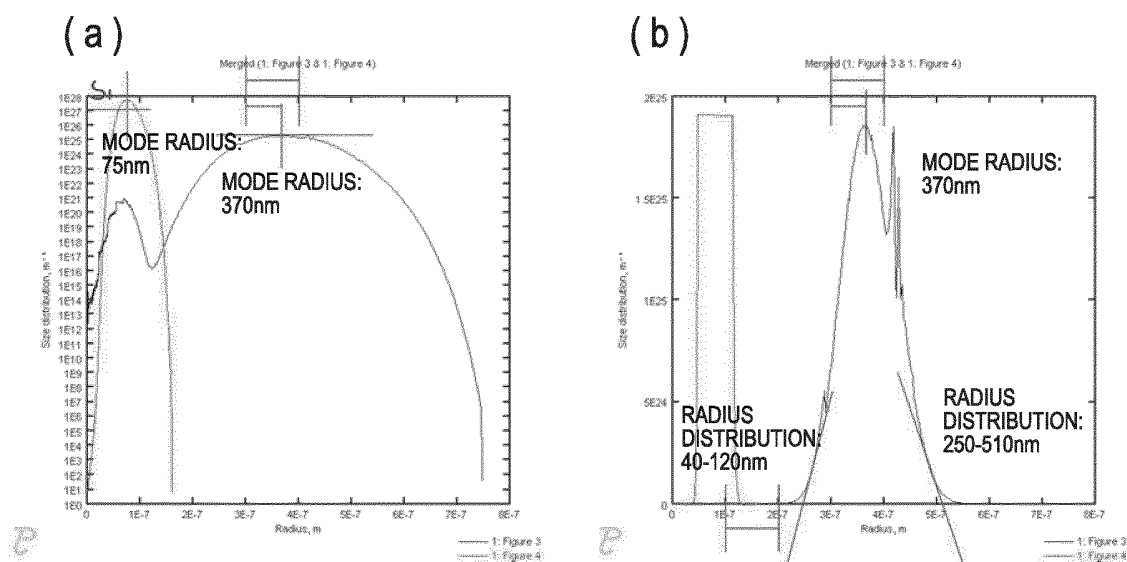 (a)
Merged (1: Figure 3 & 1: Figure 4)
Size distribution, m⁻⁴
1E28
1E27
1E26
1E25
1E24
1E23
1E22
1E21
1E20
1E19
1E18
1E17
1E16
1E15
1E14
1E13
1E12
1E11
1E10
1E9
1E8
1E7
1E6
1E5
1E4
1E3
1E2
1E1
1E0
MODE RADIUS:
75nm
MODE RADIUS:
370nm
0 1E-7 2E-7 3E-7 4E-7 5E-7 6E-7 7E-7 8E-7
Radius, m
1: Figure 3
1: Figure 4
(b)
Merged (1: Figure 3 & 1: Figure 4)
Size distribution, m⁻⁴
2E25
1.5E25
1E25
5E24
0
MODE RADIUS:
370nm
RADIUS
DISTRIBUTION:
40-120nm
RADIUS
DISTRIBUTION:
250-510nm
0 1E-7 2E-7 3E-7 4E-7 5E-7 6E-7 7E-7 8E-7
Radius, m
1: Figure 3
1: Figure 4